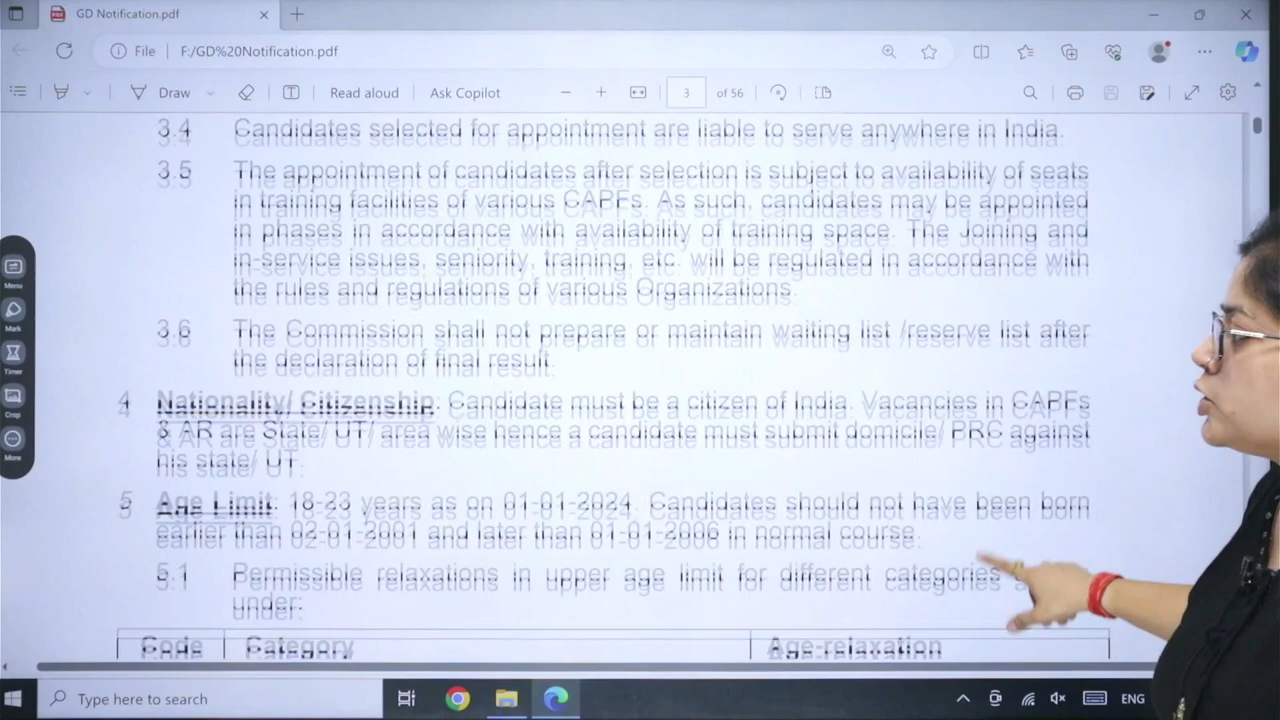 GD Notification.pdf
File F:/GD%20Notification.pdf
Draw Read aloud Ask Copilot 3 of 56
3.4 Candidates selected for appointment are liable to serve anywhere in India.
3.5 The appointment of candidates after selection is subject to availability of seats
in training facilities of various CAPFs. As such, candidates may be appointed
in phases in accordance with availability of training space. The Joining and
in-service issues, seniority, training, etc. will be regulated in accordance with
the rules and regulations of various Organizations.
3.6 The Commission shall not prepare or maintain waiting list /reserve list after
the declaration of final result.
4 Nationality/ Citizenship: Candidate must be a citizen of India. Vacancies in CAPFs
& AR are State/ UT/ area wise hence a candidate must submit domicile/ PRC against
his state/ UT.
5 Age Limit: 18-23 years as on 01-01-2024. Candidates should not have been born
earlier than 02-01-2001 and later than 01-01-2006 in normal course.
5.1 Permissible relaxations in upper age limit for different categories
under:
Code Category Age-relaxation
Menu
Mark
Timer
Crop
More
Type here to search
ENG